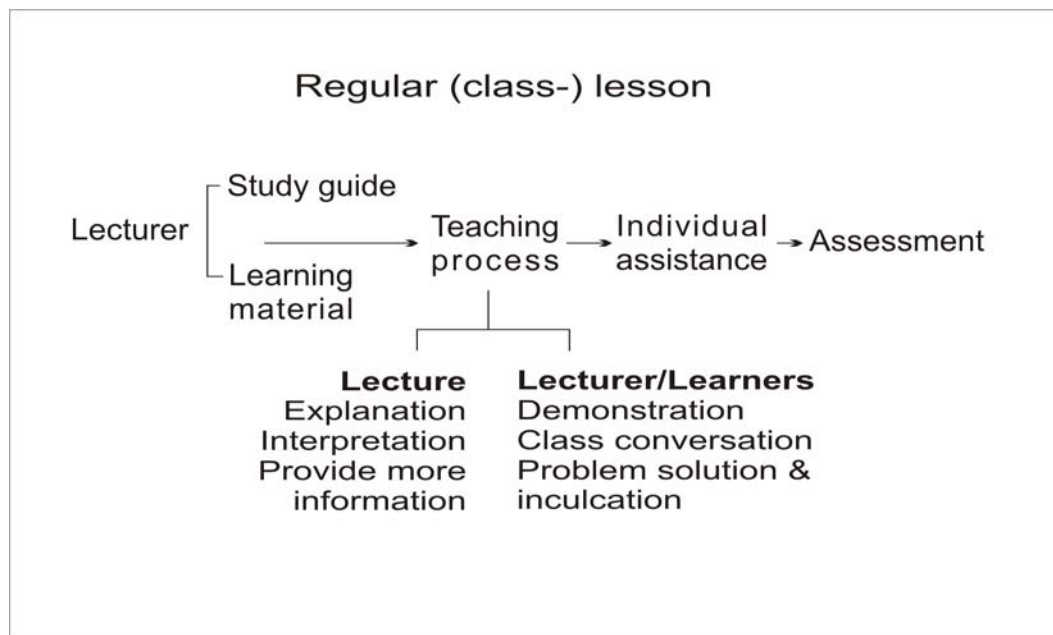 Regular (class-) lesson
Lecturer
Study guide
Learning
material
Teaching
process
Individual
assistance
Assessment
Lecture
Explanation
Interpretation
Provide more
information
Lecturer/Learners
Demonstration
Class conversation
Problem solution &
inculcation